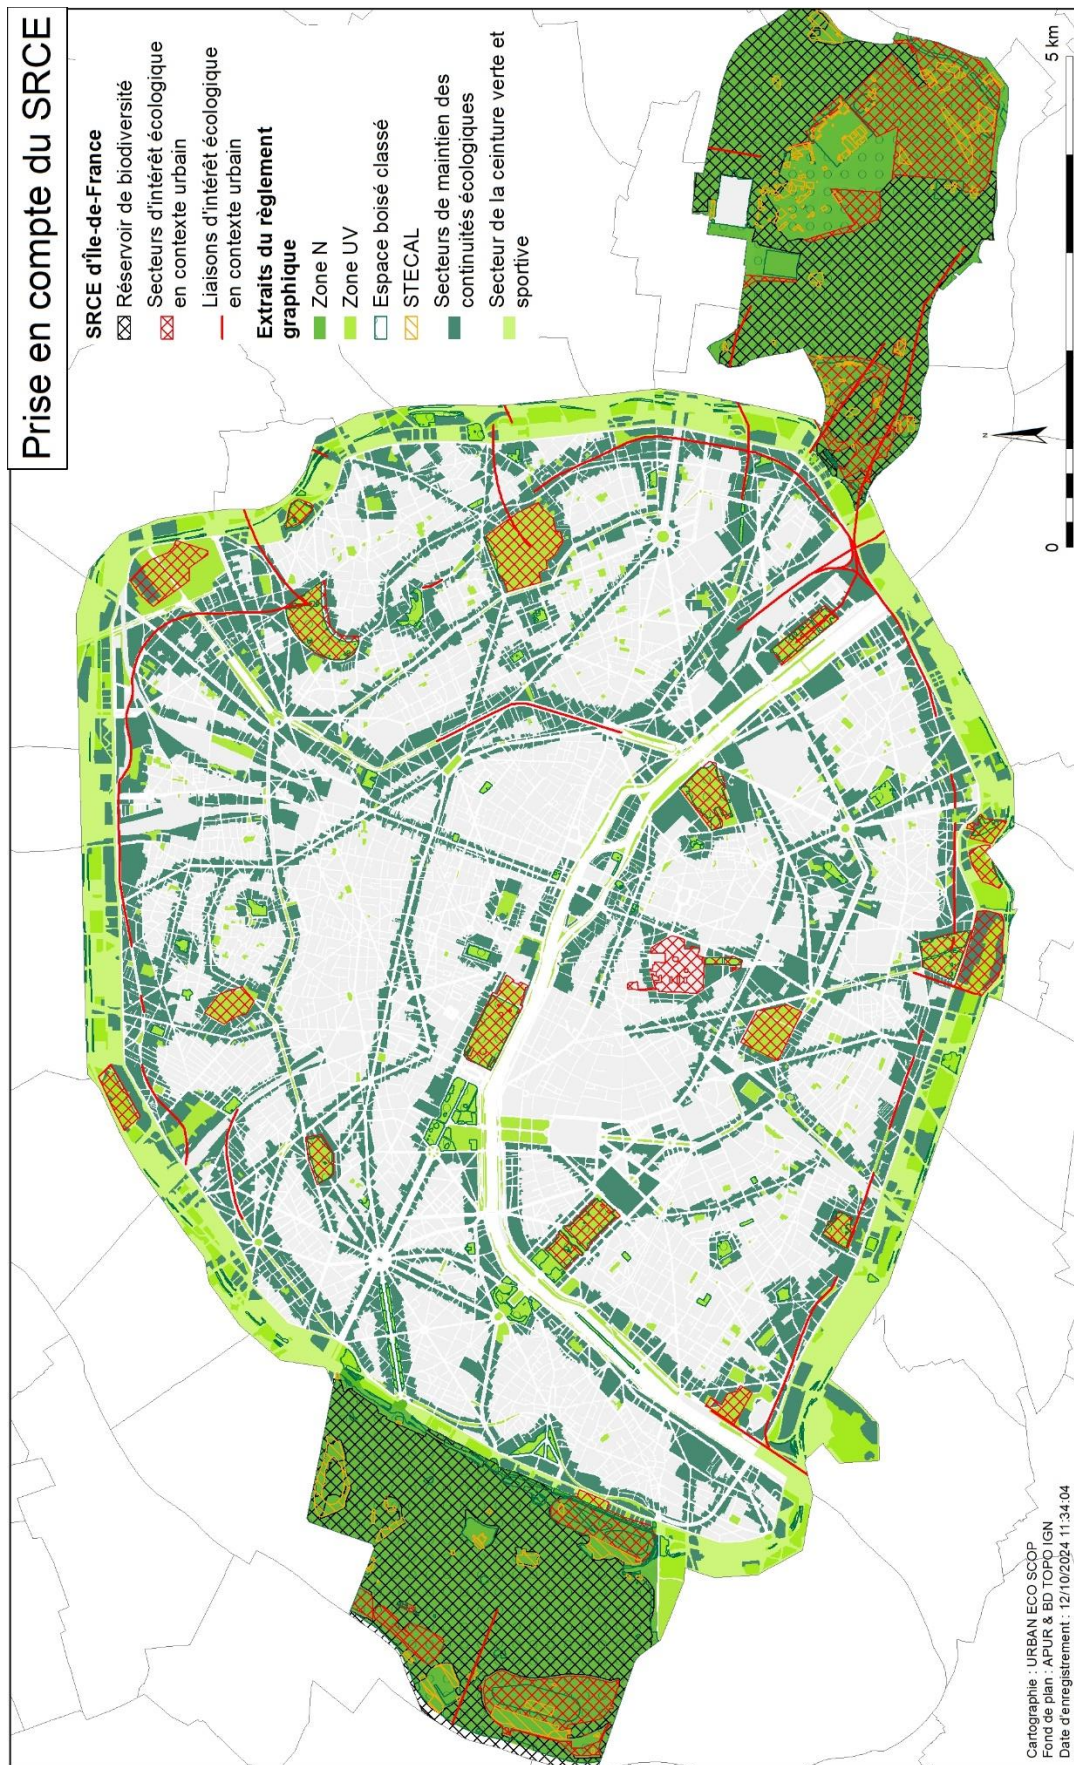 Prise en compte du SRCE
SRCE d'Île-de-France
Réservoir de biodiversité
Secteurs d'intérêt écologique
en contexte urbain
Liaisons d'intérêt écologique
en contexte urbain
Extraits du règlement
graphique
Zone N
Zone UV
Espace boisé classé
STECAL
Secteurs de maintien des
continuités écologiques
Secteur de la ceinture verte et
sportive
N
0
5 km
Cartographie : URBAN ECO SCOP
Fond de plan : APUR & BD TOPO IGN
Date d'enregistrement : 12/10/2024 11:34:04